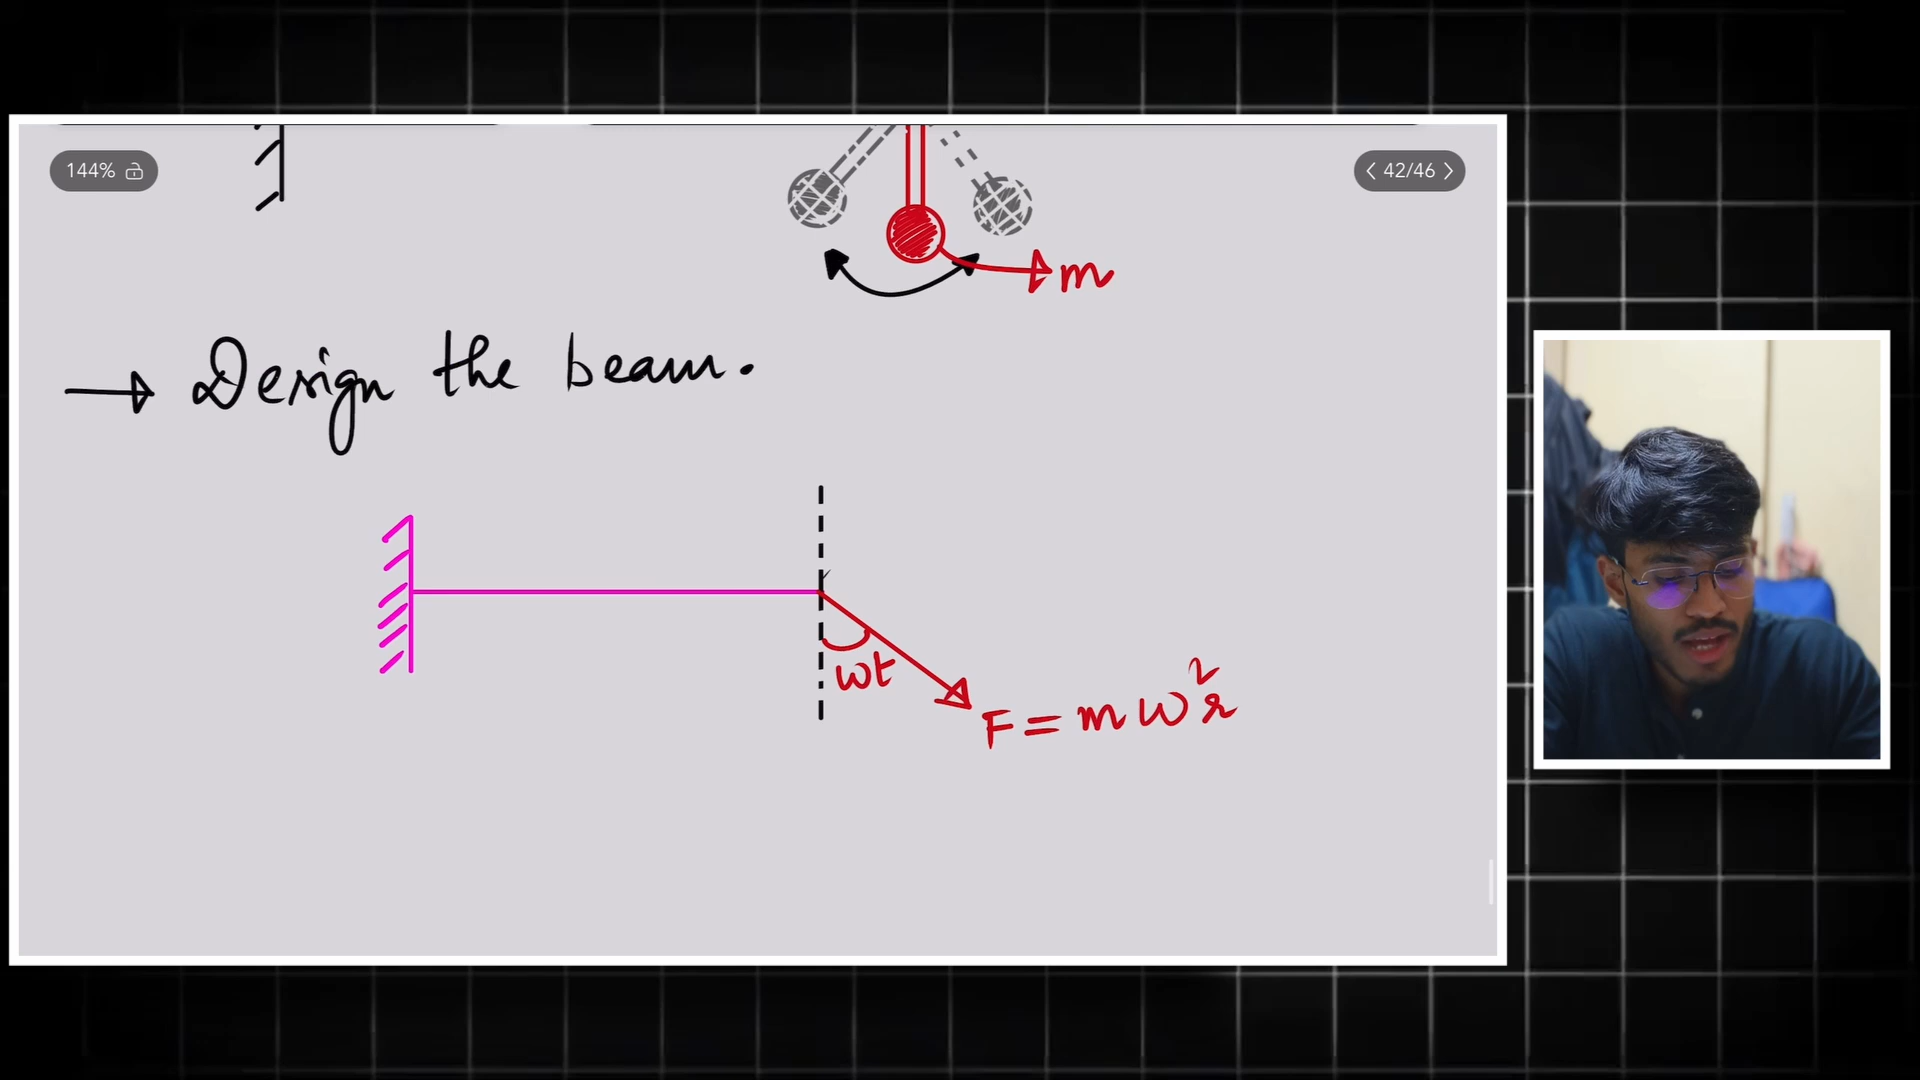 144%
< 42/46 >
m
→ Design the beam.
ωt
F = mω²r